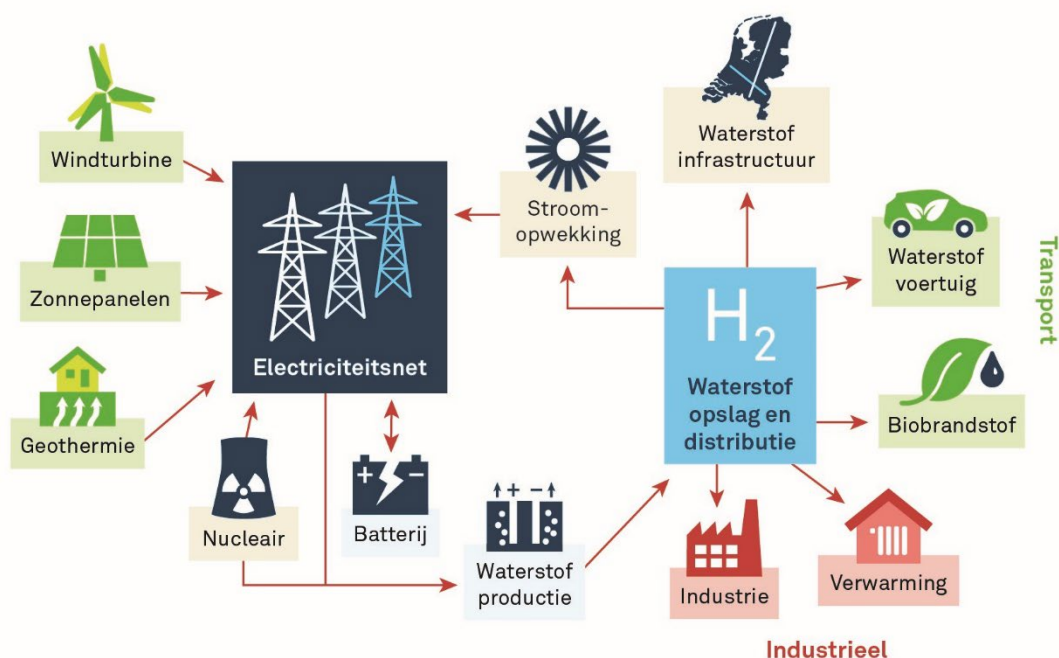 Windturbine
Zonnepanelen
Geothermie
Electriciteitsnet
Nucleair
+ −
Batterij
Stroom-
opwekking
+ −
Waterstof
productie
Waterstof
infrastructuur
H2
Waterstof
opslag en
distributie
Waterstof
voertuig
Biobrandstof
Transport
Industrie
Verwarming
Industrieel